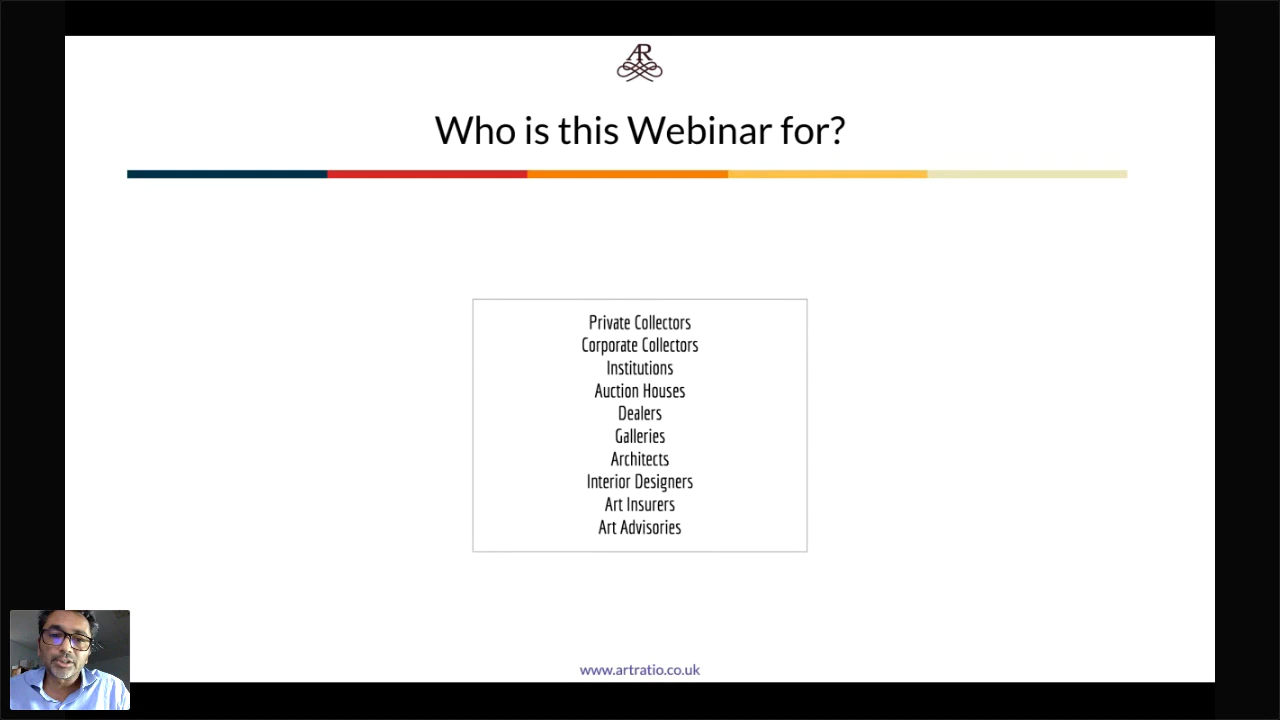 AR
Who is this Webinar for?
Private Collectors
Corporate Collectors
Institutions
Auction Houses
Dealers
Galleries
Architects
Interior Designers
Art Insurers
Art Advisories
www.artratio.co.uk